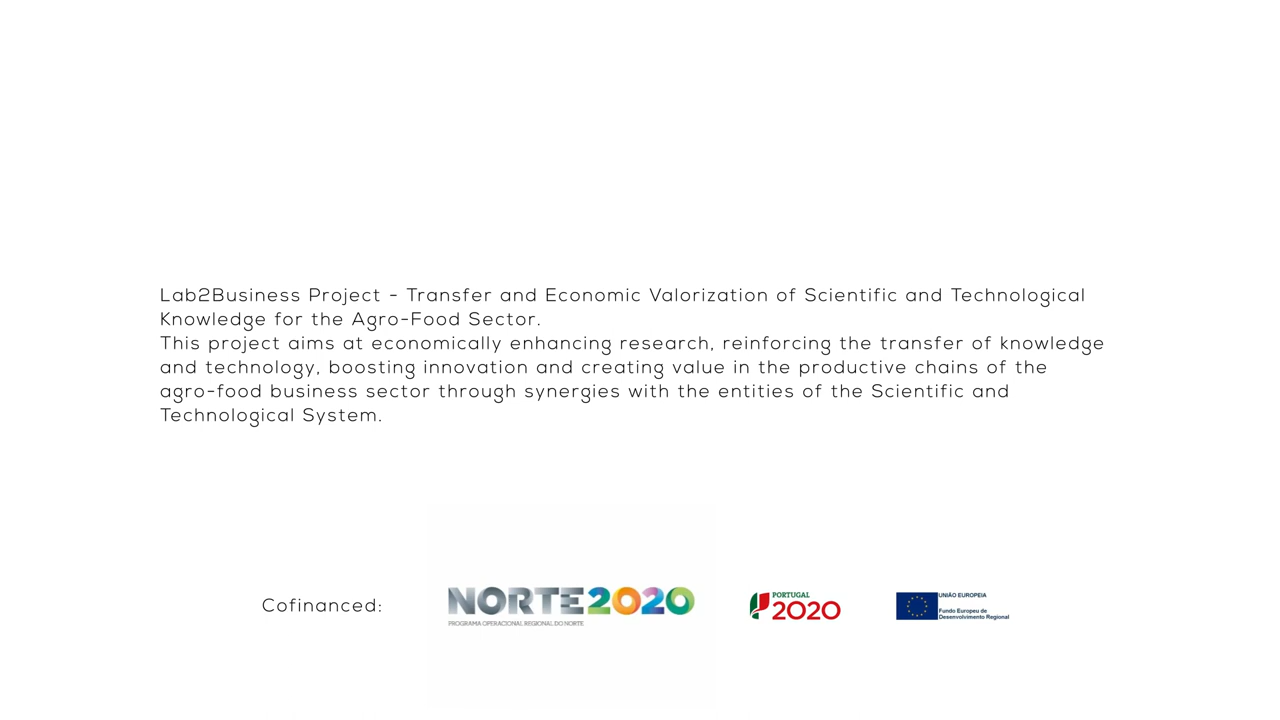 Lab2Business Project - Transfer and Economic Valorization of Scientific and Technological
Knowledge for the Agro-Food Sector.
This project aims at economically enhancing research, reinforcing the transfer of knowledge
and technology, boosting innovation and creating value in the productive chains of the
agro-food business sector through synergies with the entities of the Scientific and
Technological System.
Cofinanced:
NORTE2020
PROGRAMA OPERACIONAL REGIONAL DO NORTE
PORTUGAL
2020
UNIÃO EUROPEIA
Fundo Europeu de
Desenvolvimento Regional